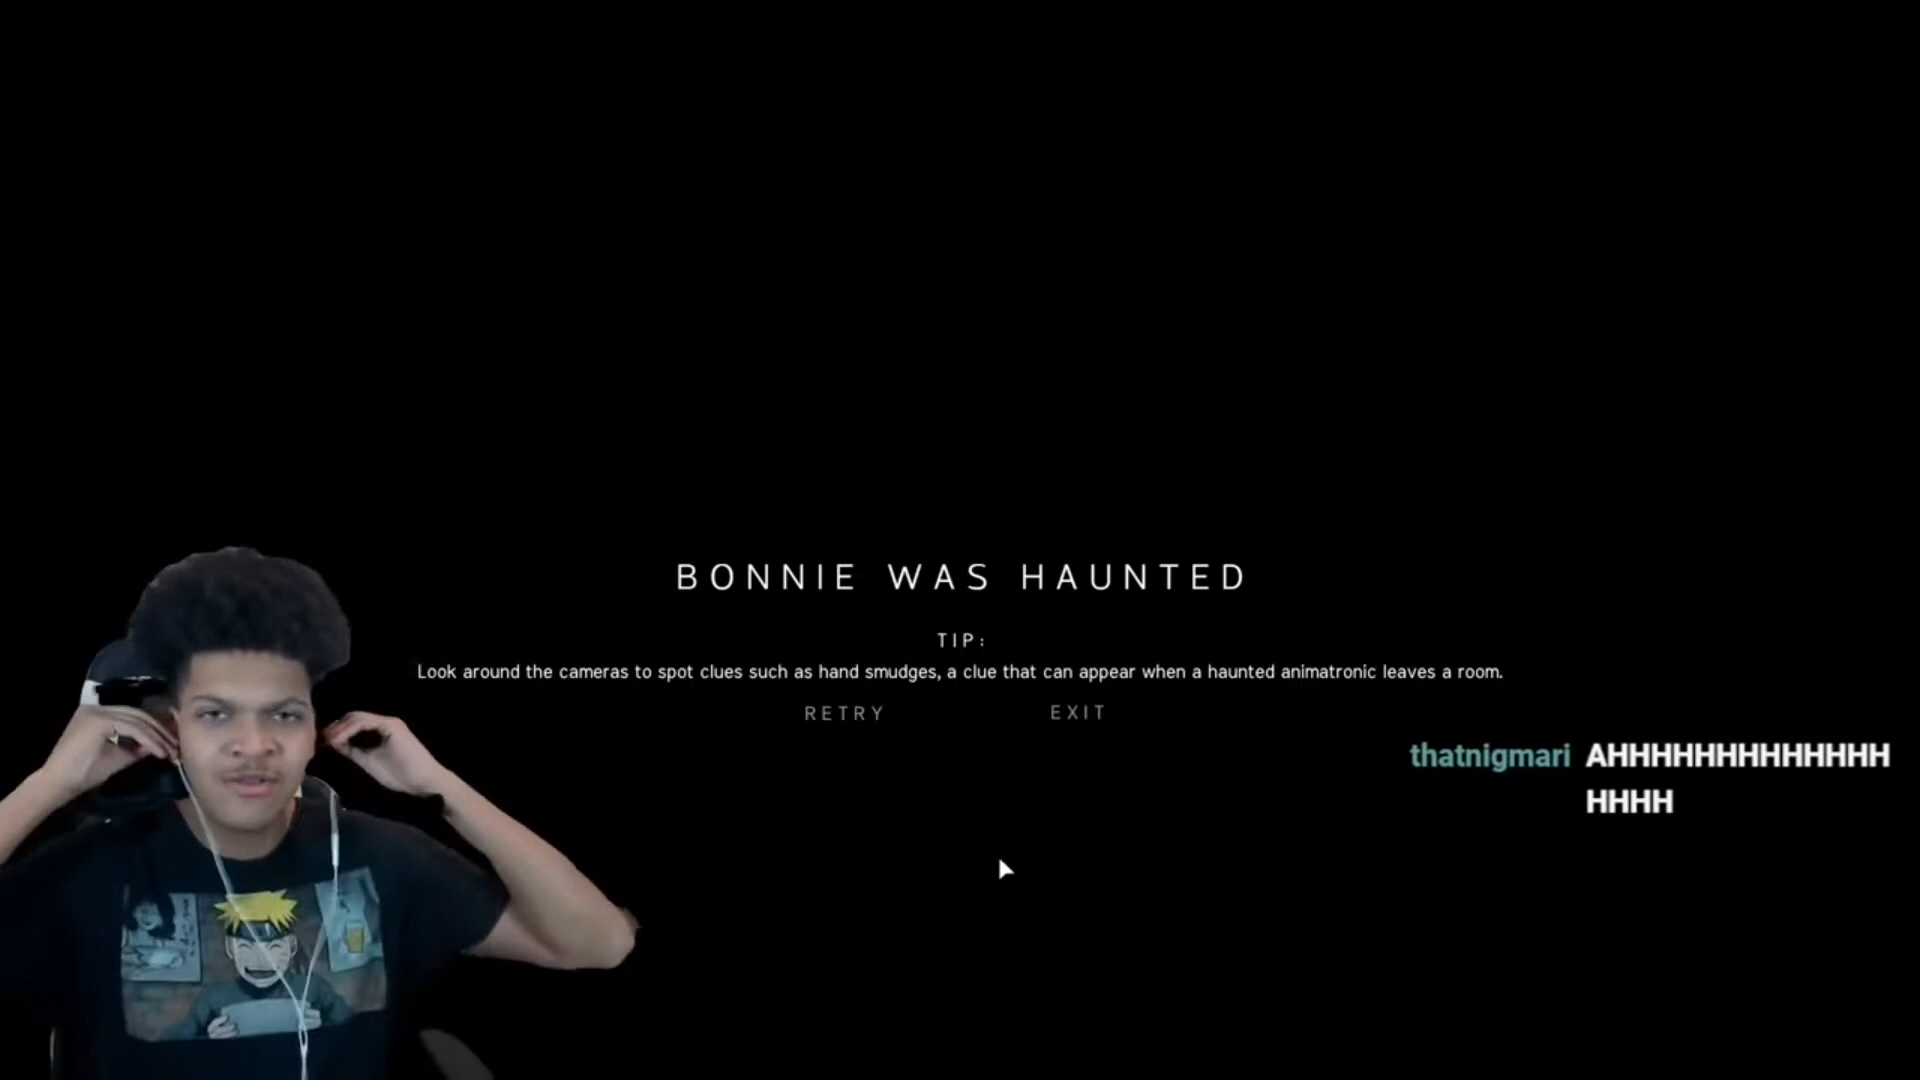 BONNIE WAS HAUNTED
TIP:
Look around the cameras to spot clues such as hand smudges, a clue that can appear when a haunted animatronic leaves a room.
RETRY EXIT
thatnigmari AHHHHHHHHHHHHH
HHHH